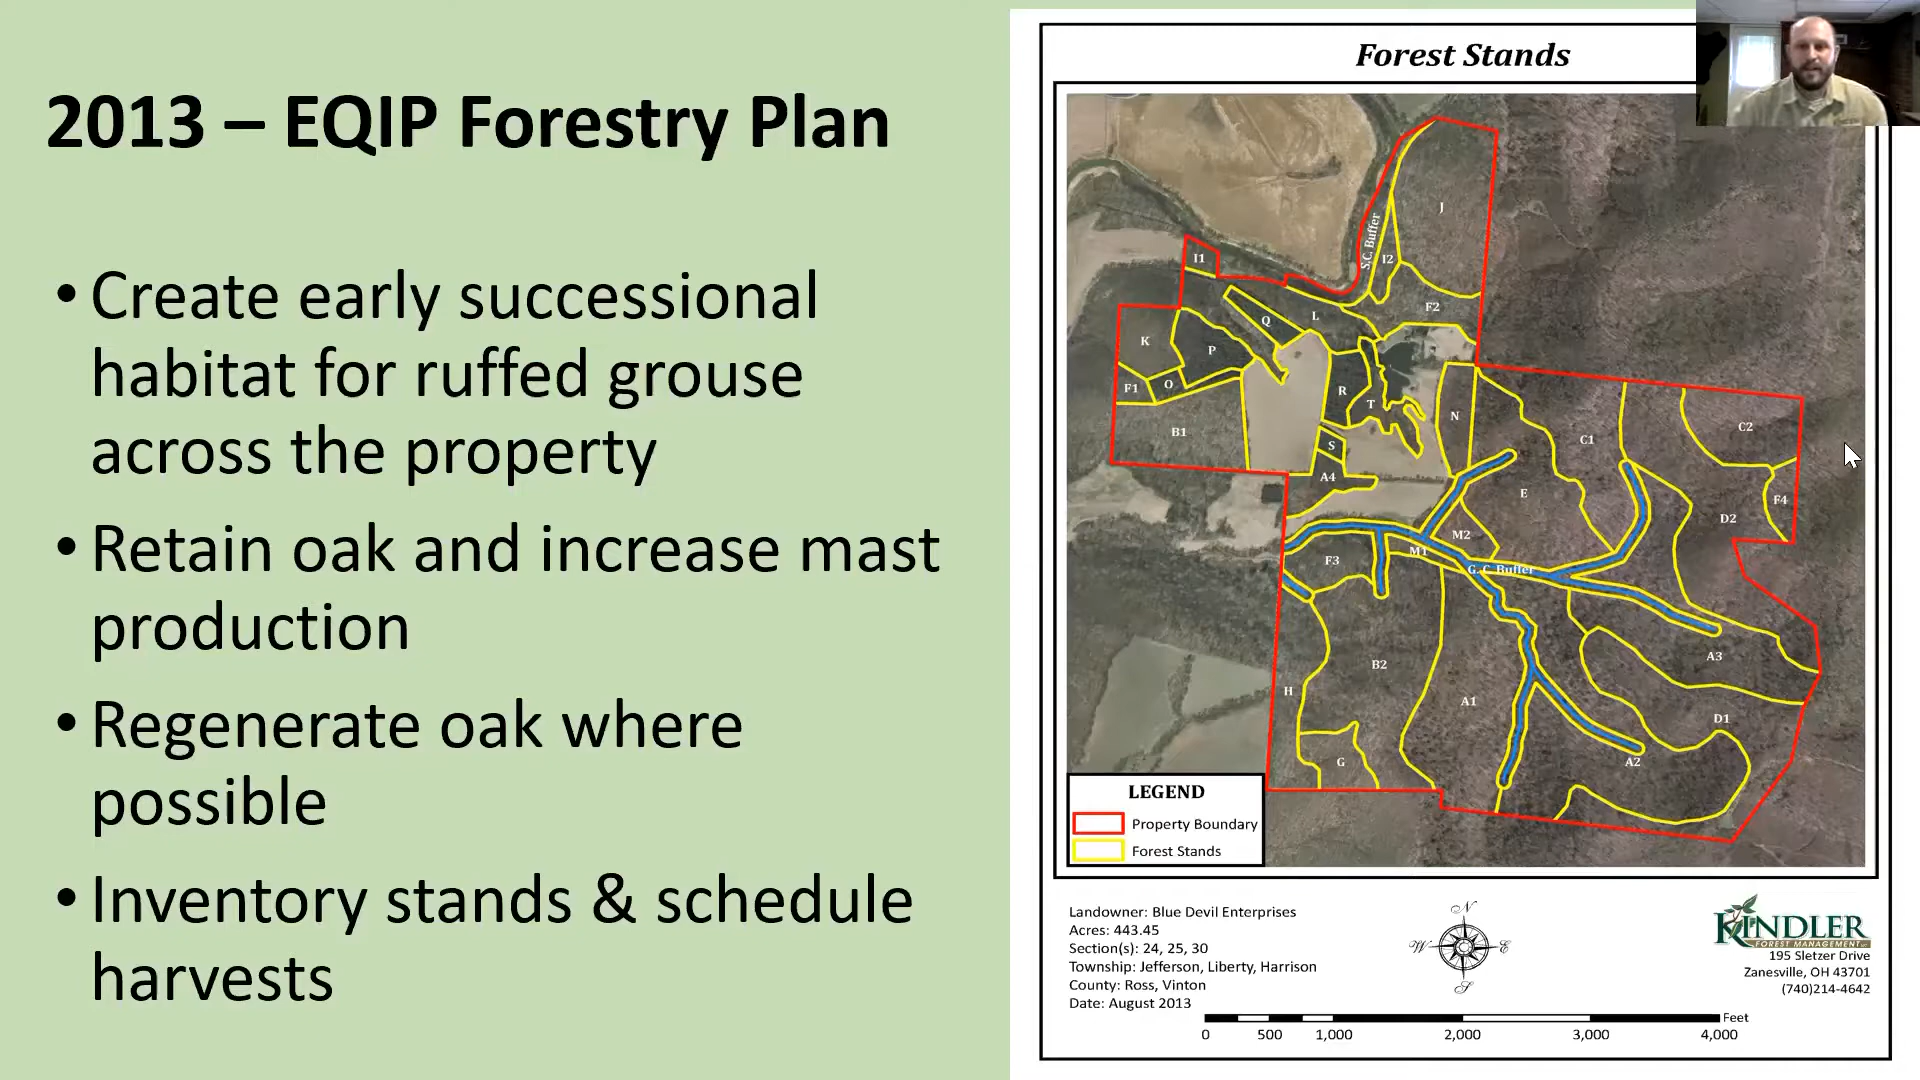 2013 – EQIP Forestry Plan
• Create early successional
habitat for ruffed grouse
across the property
• Retain oak and increase mast
production
• Regenerate oak where
possible
• Inventory stands & schedule
harvests
Forest Stands
J
S.C. Buffer
I1
I2
F2
Q
L
K
P
F1
O
R
T
B1
N
S
A4
C1
C2
E
F4
D2
M2
M1
F3
G.C. Buffer
B2
A3
H
A1
D1
G
A2
LEGEND
Property Boundary
Forest Stands
Landowner: Blue Devil Enterprises
Acres: 443.45
Section(s): 24, 25, 30
Township: Jefferson, Liberty, Harrison
County: Ross, Vinton
Date: August 2013
N
W E
S
KINDLER
FOREST MANAGEMENT LLC
195 Sletzer Drive
Zanesville, OH 43701
(740)214-4642
Feet
0 500 1,000 2,000 3,000 4,000